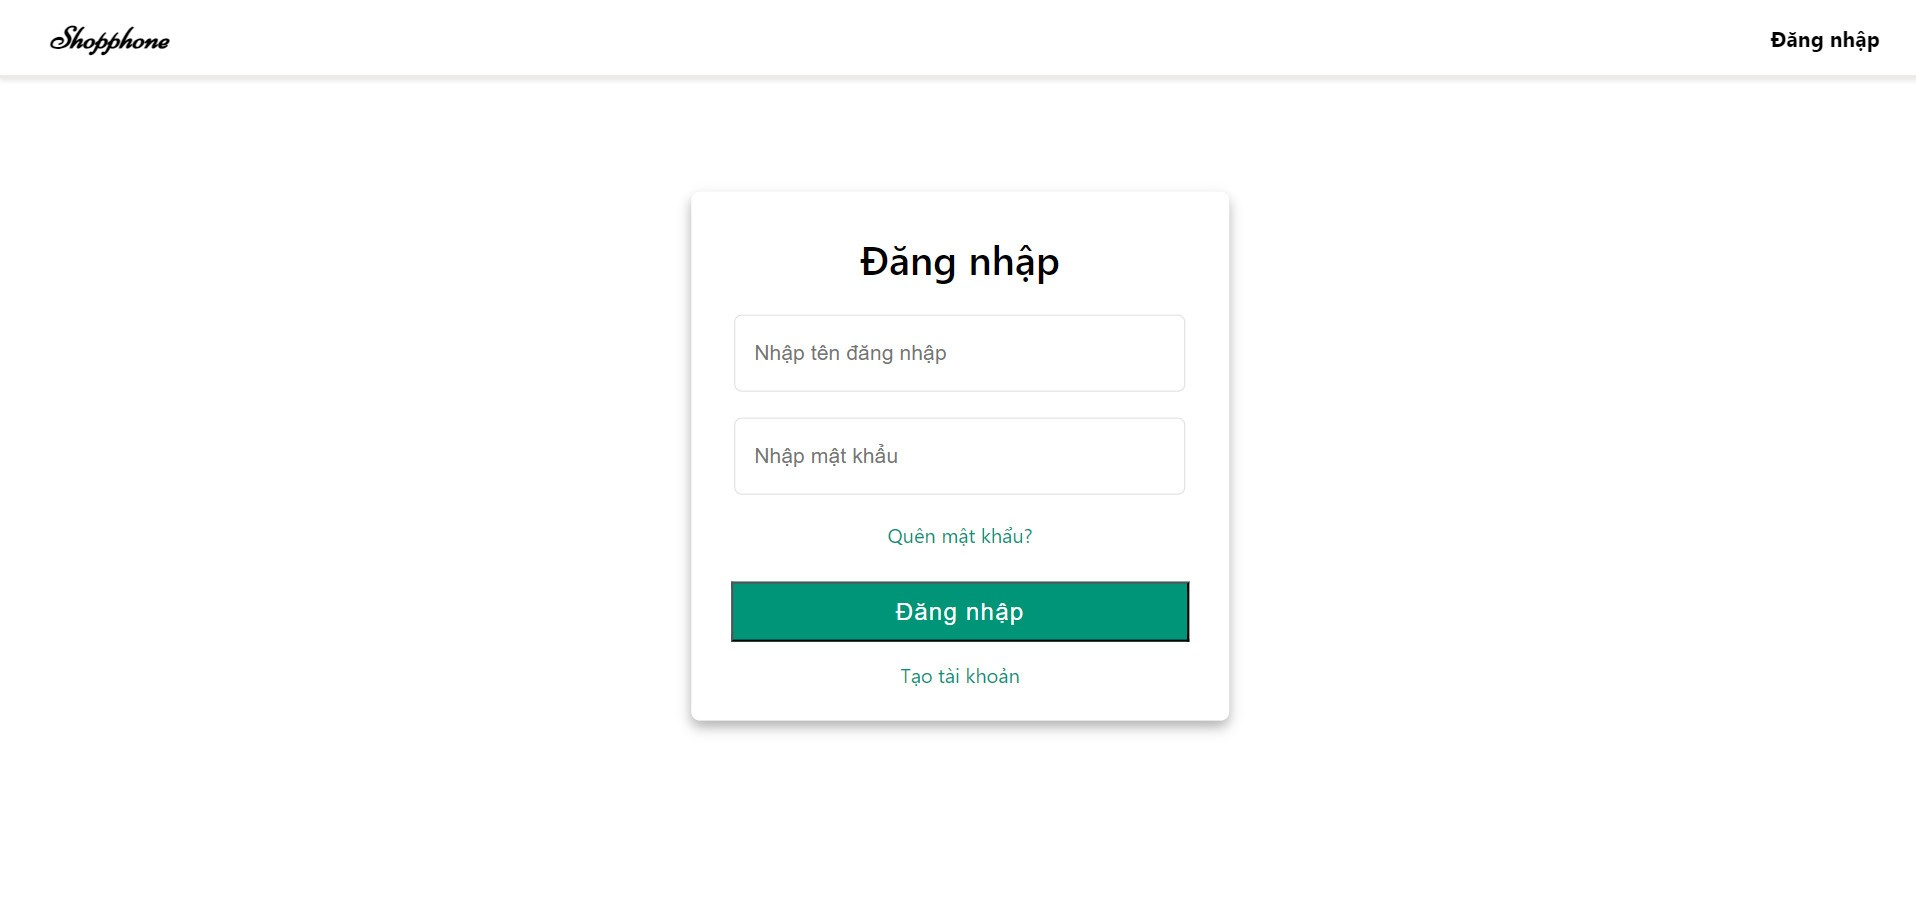 Shopphone
Đăng nhập
Đăng nhập
Nhập tên đăng nhập
Nhập mật khẩu
Quên mật khẩu?
Đăng nhập
Tạo tài khoản